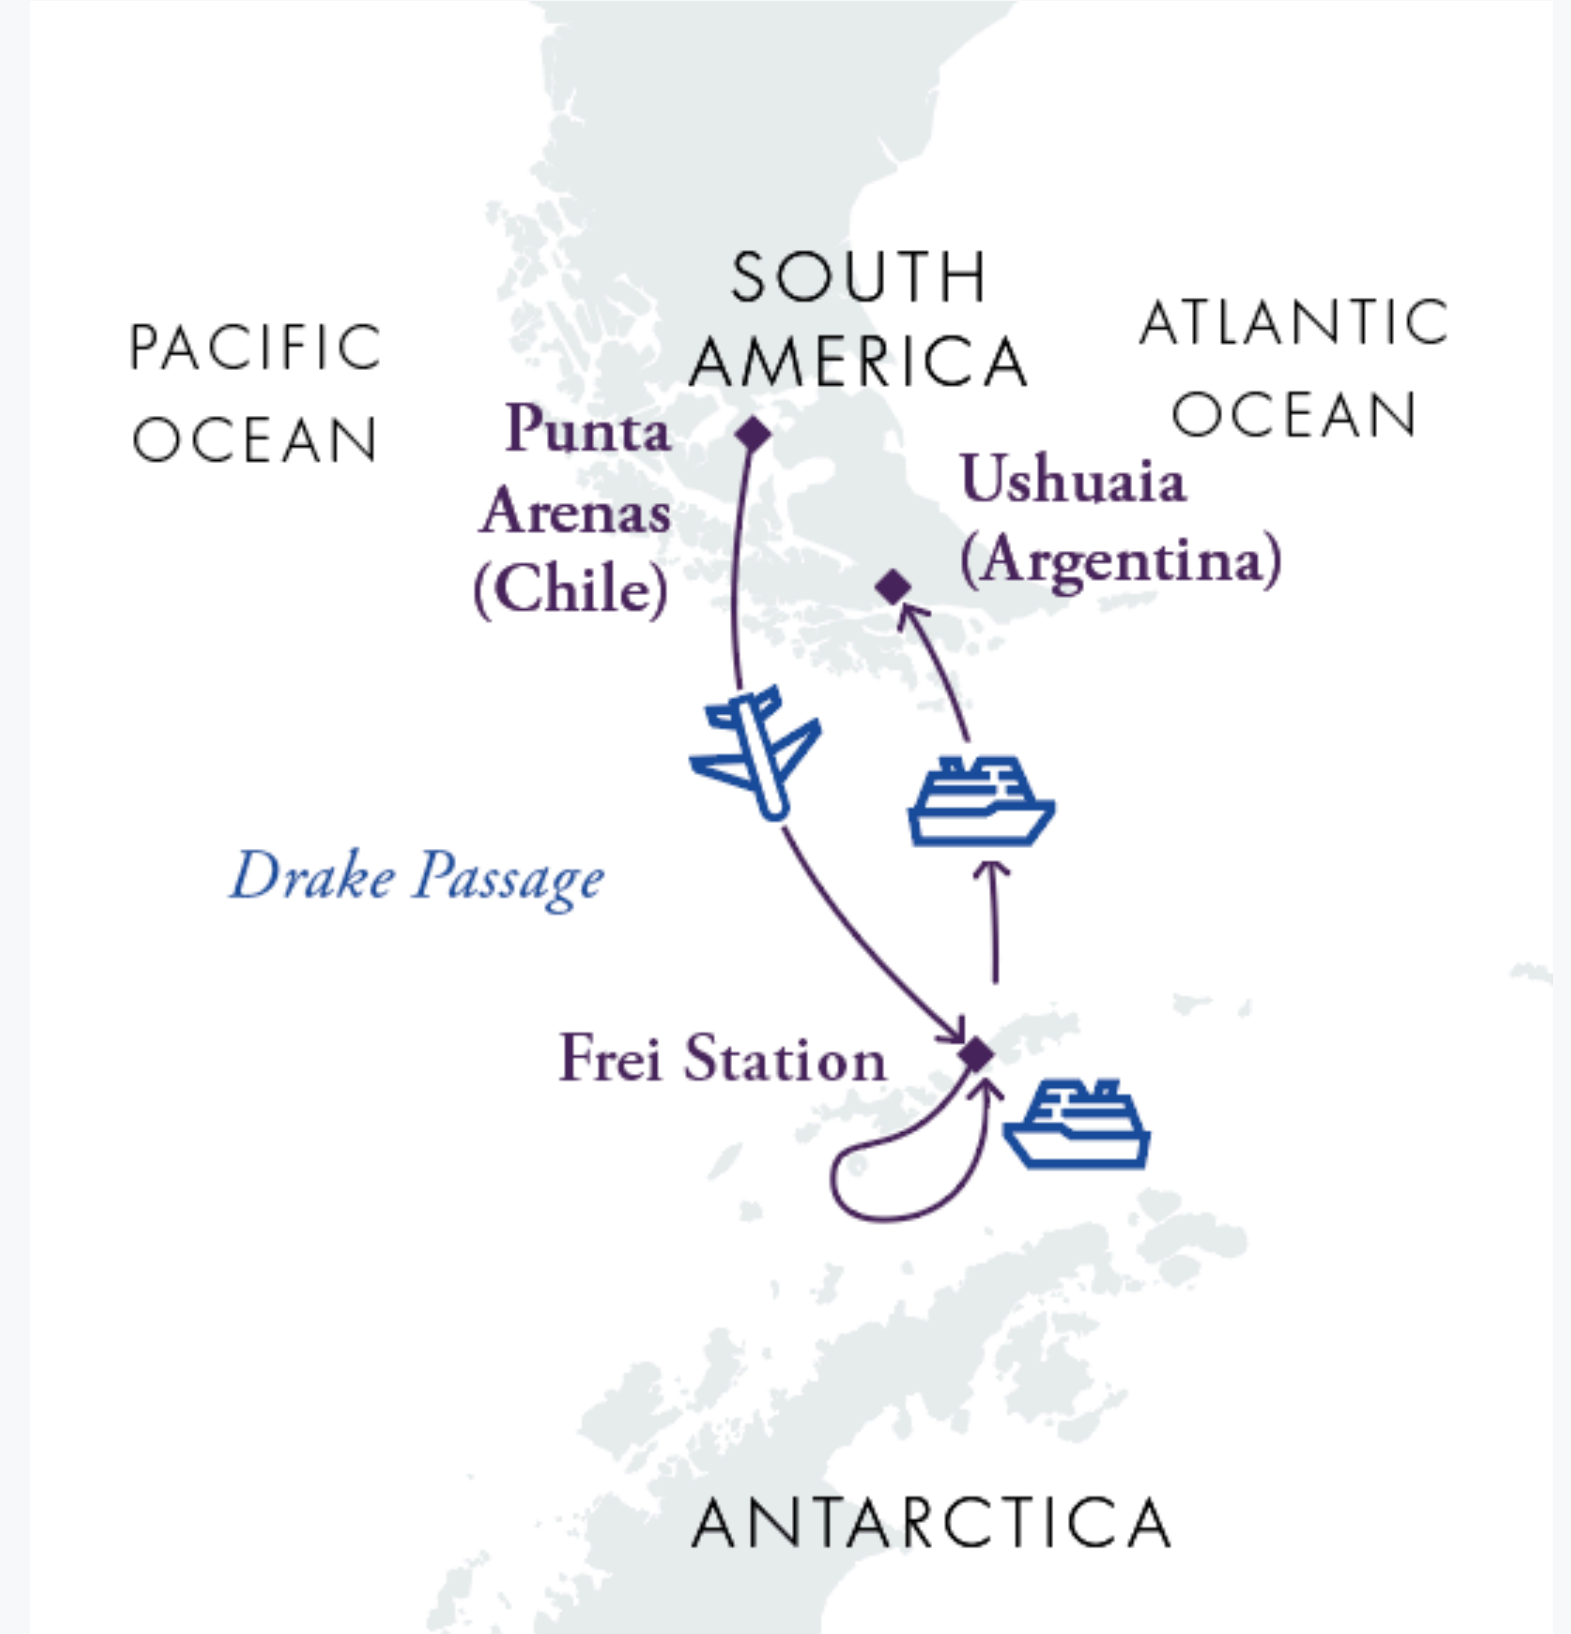 SOUTH
AMERICA
PACIFIC
OCEAN
ATLANTIC
OCEAN
Punta
Arenas
(Chile)
Ushuaia
(Argentina)
Drake Passage
Frei Station
ANTARCTICA